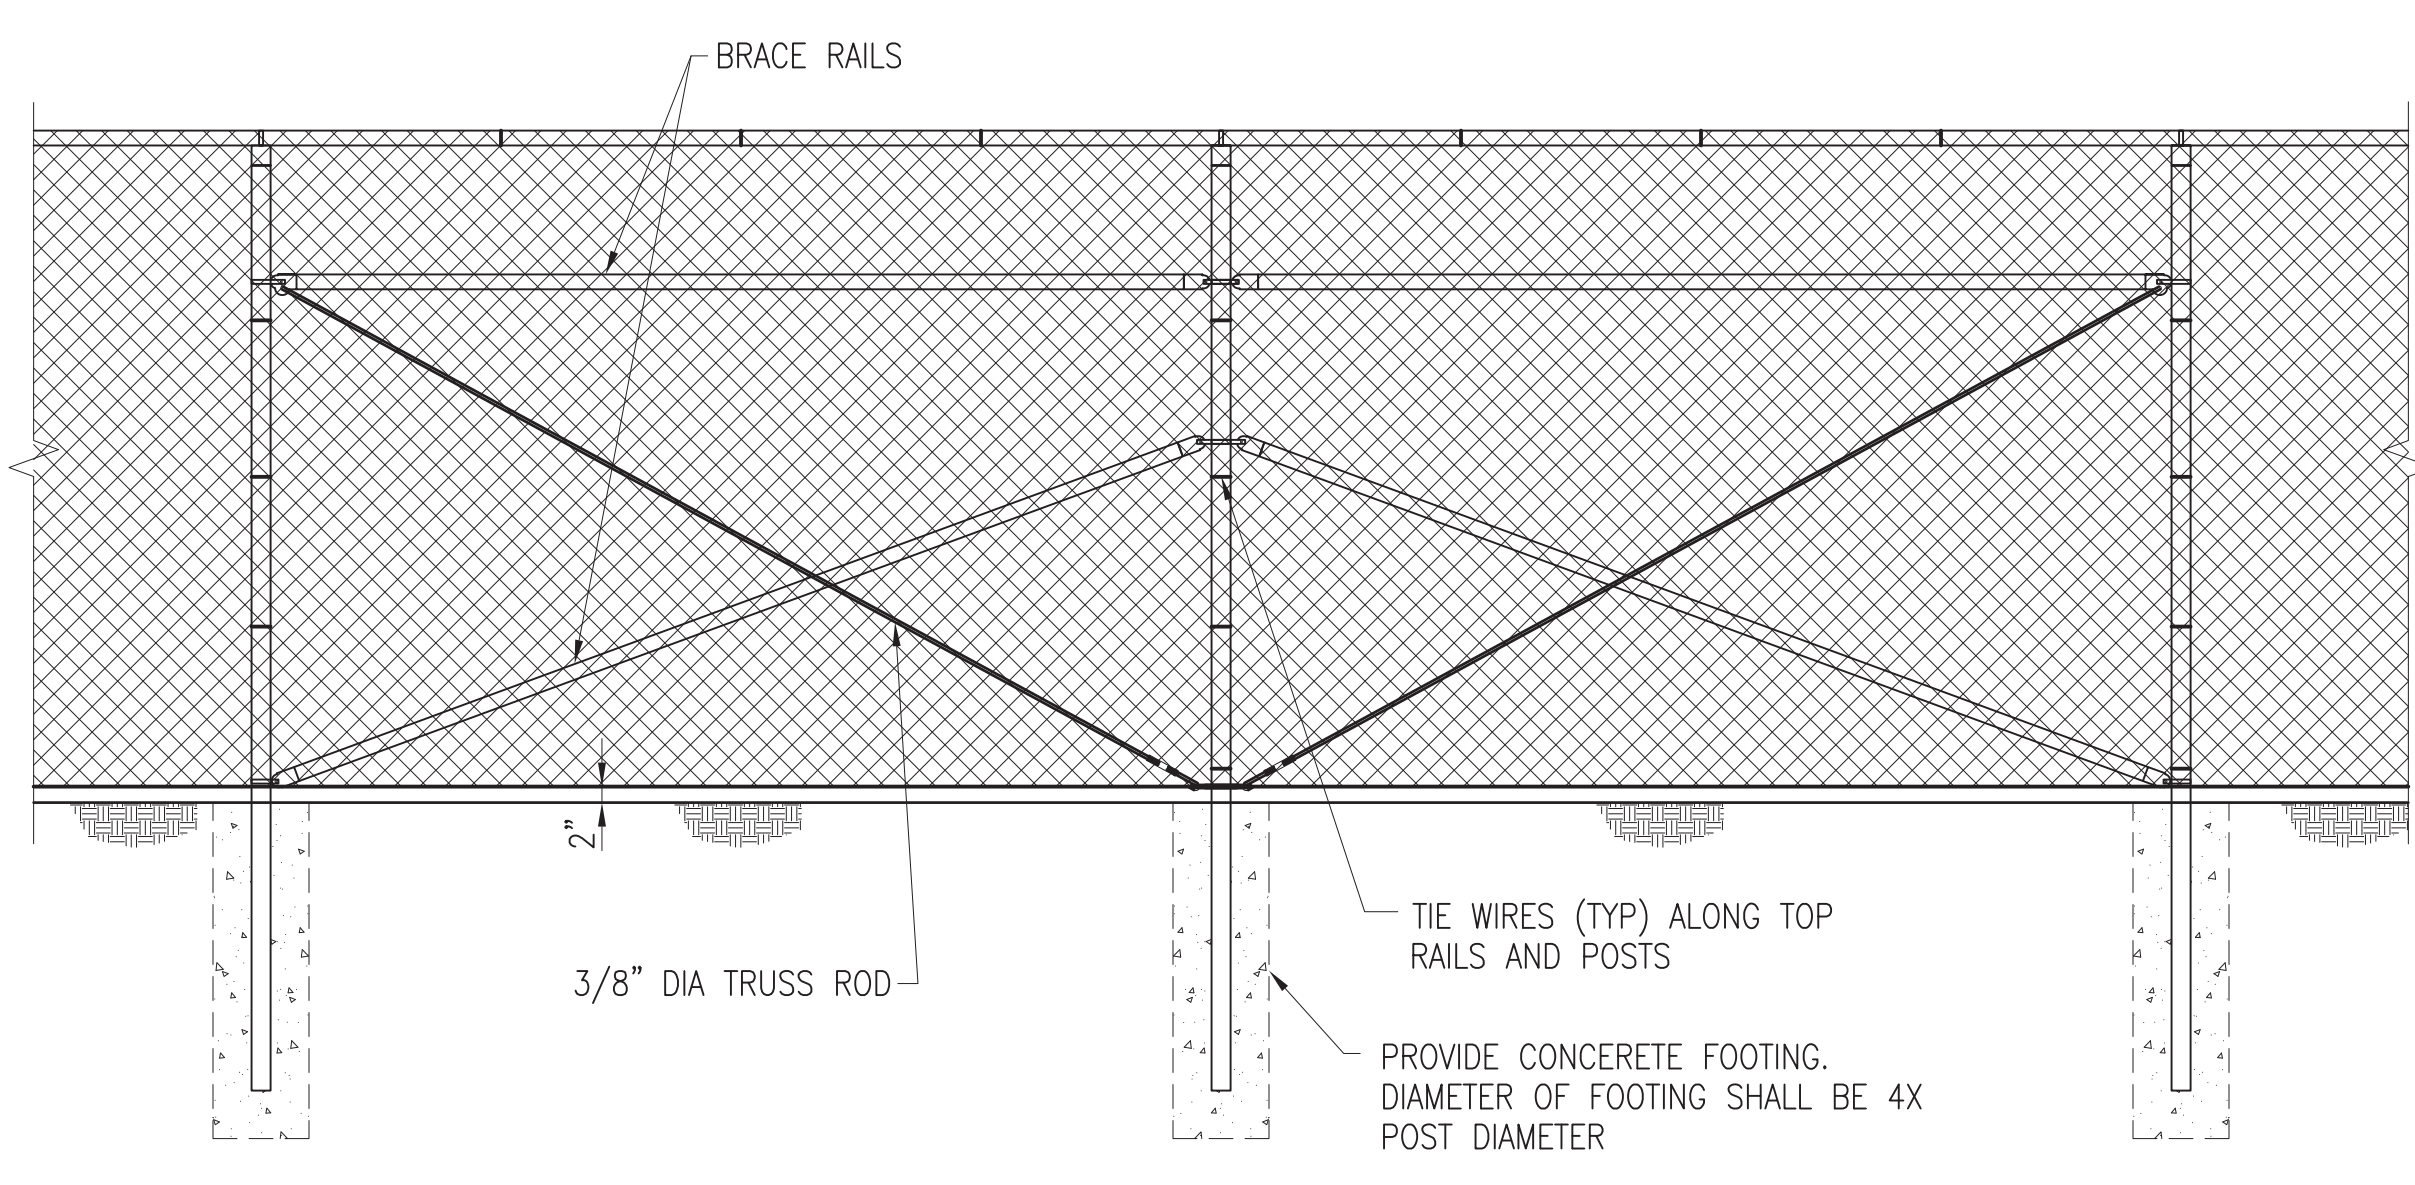 BRACE RAILS
2"
TIE WIRES (TYP) ALONG TOP
RAILS AND POSTS
3/8" DIA TRUSS ROD
PROVIDE CONCERETE FOOTING.
DIAMETER OF FOOTING SHALL BE 4X
POST DIAMETER